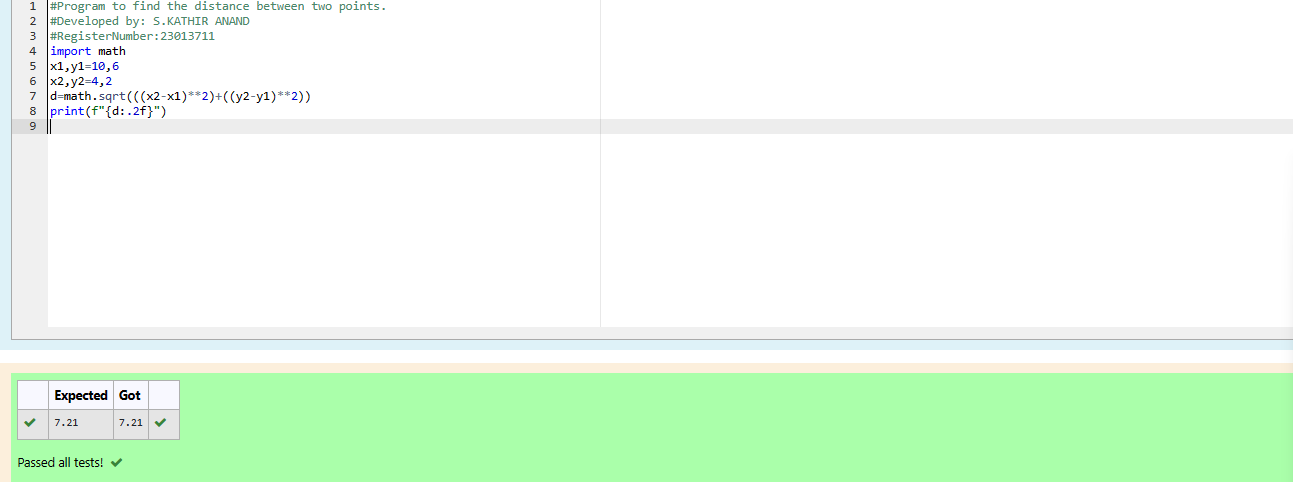 1 #Program to find the distance between two points.
2 #Developed by: S.KATHIR ANAND
3 #RegisterNumber:23013711
4 import math
5 x1,y1=10,6
6 x2,y2=4,2
7 d=math.sqrt(((x2-x1)**2)+((y2-y1)**2))
8 print(f"{d:.2f}")
9
Expected Got
7.21 7.21
Passed all tests!